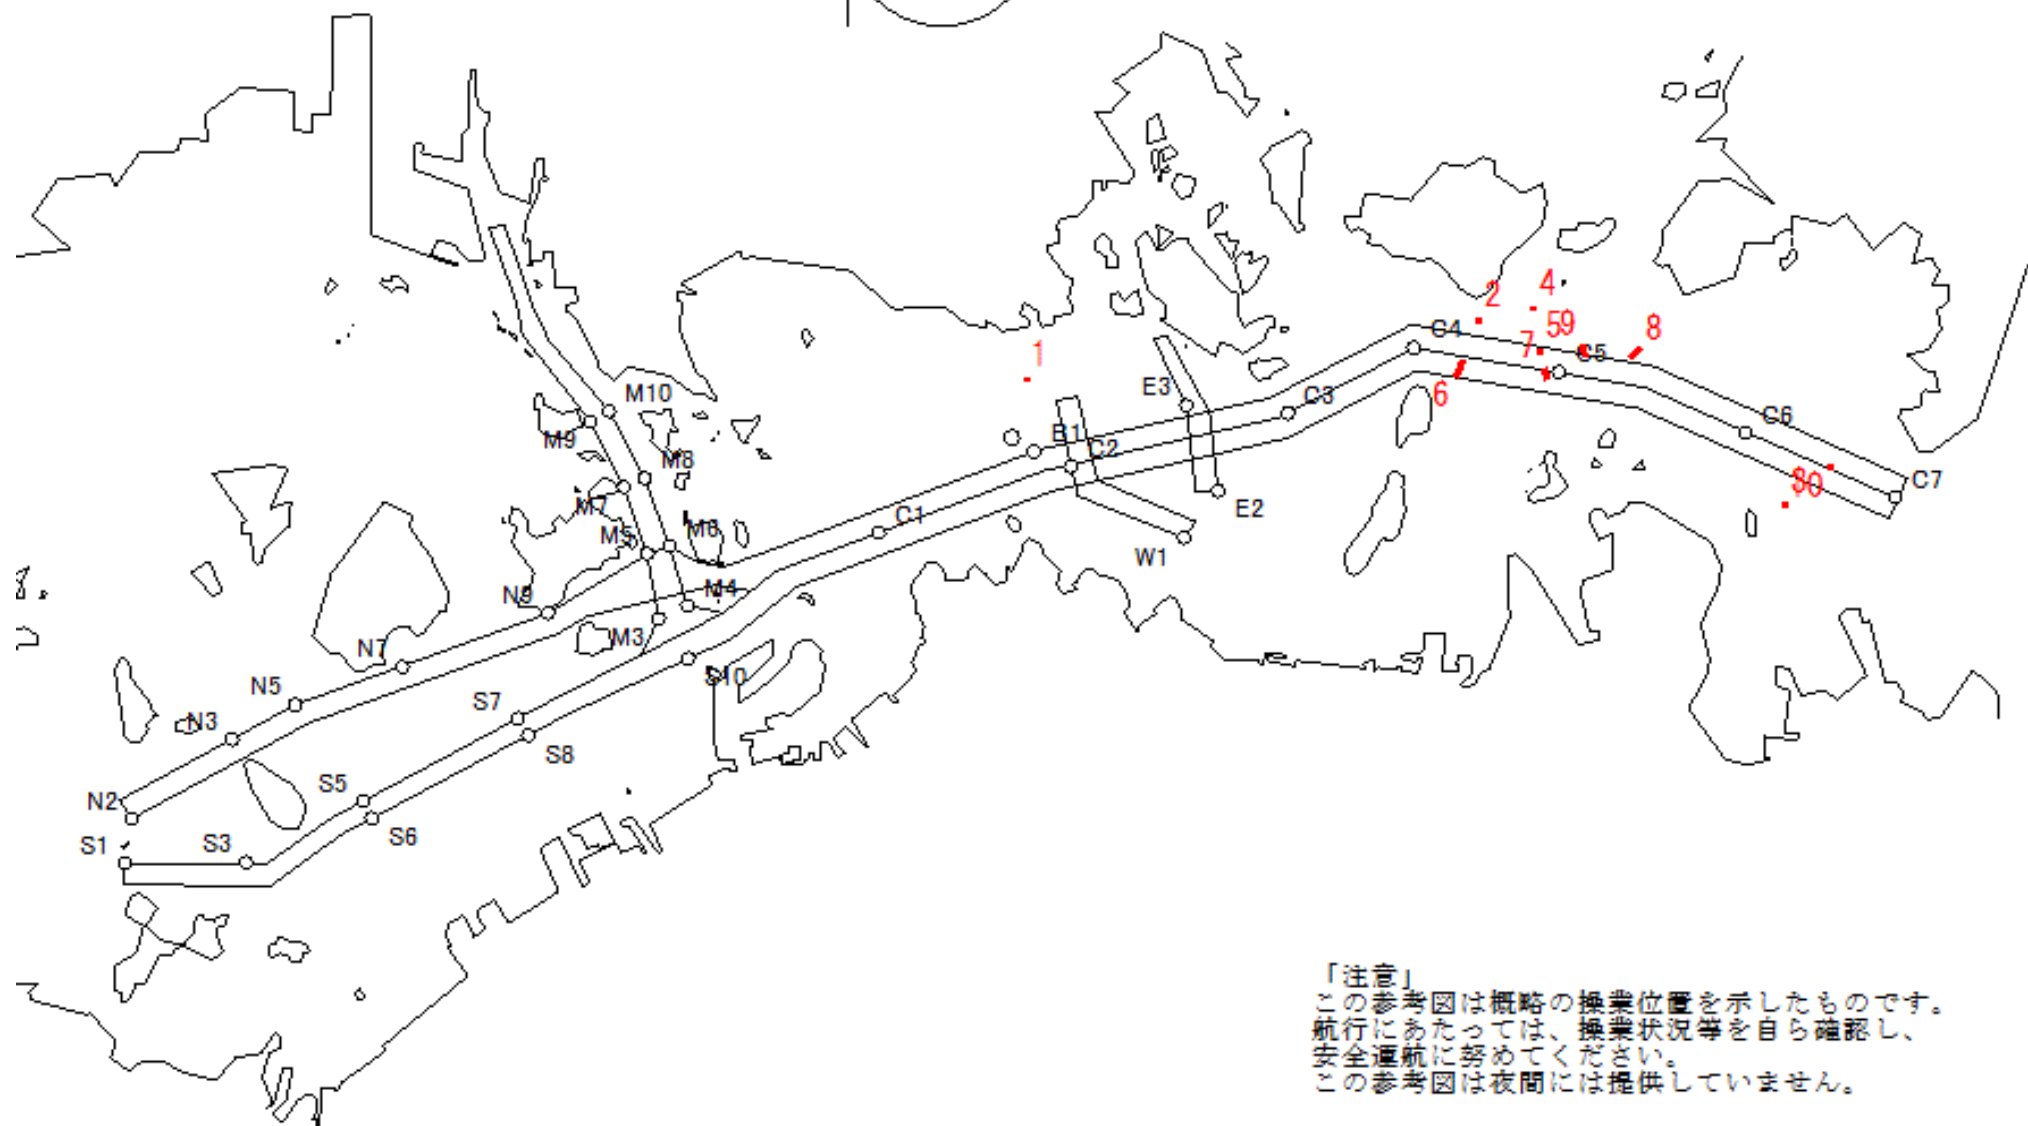 4
2
C4
59
8
1
7
C5
E3
6
C3
M10
C6
M9
B1
C2
M8
C7
M7
E2
C1
M5
M6
W1
N9
M4
M3
N7
S10
N5
S7
N3
S8
S5
N2
S6
S1
S3
「注意」
この参考図は概略の操業位置を示したものです。
航行にあたっては、操業状況等を自ら確認し、
安全運航に努めてください。
この参考図は夜間には提供していません。